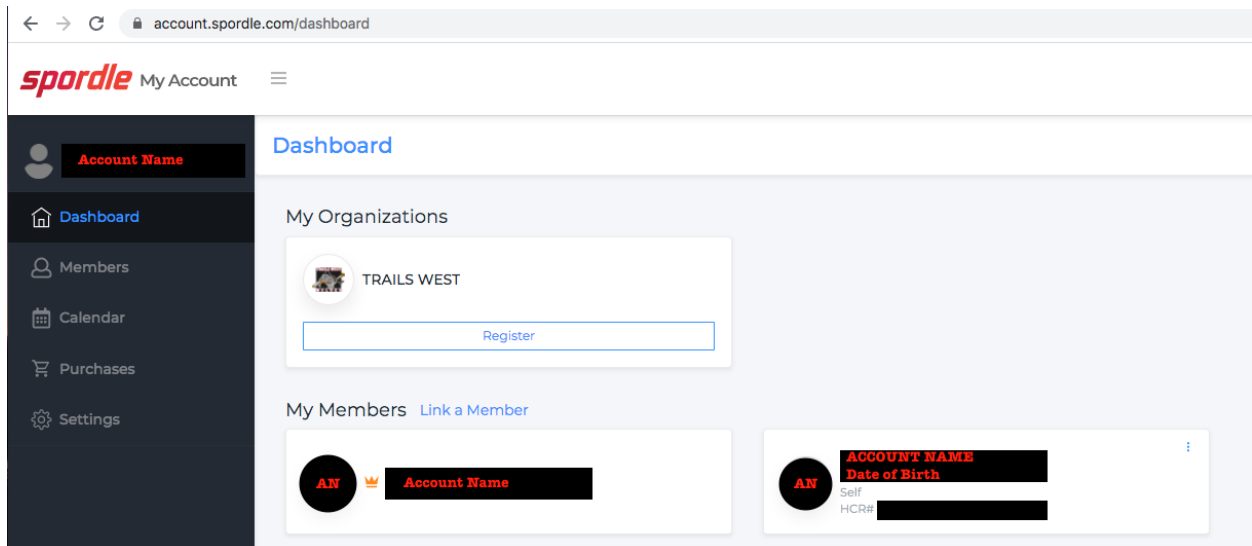 account.spordle.com/dashboard
spordle My Account
Account Name
Dashboard
Members
Calendar
Purchases
Settings
Dashboard
My Organizations
TRAILS WEST
Register
My Members Link a Member
AN Account Name
AN
ACCOUNT NAME
Date of Birth
Self
HCR#